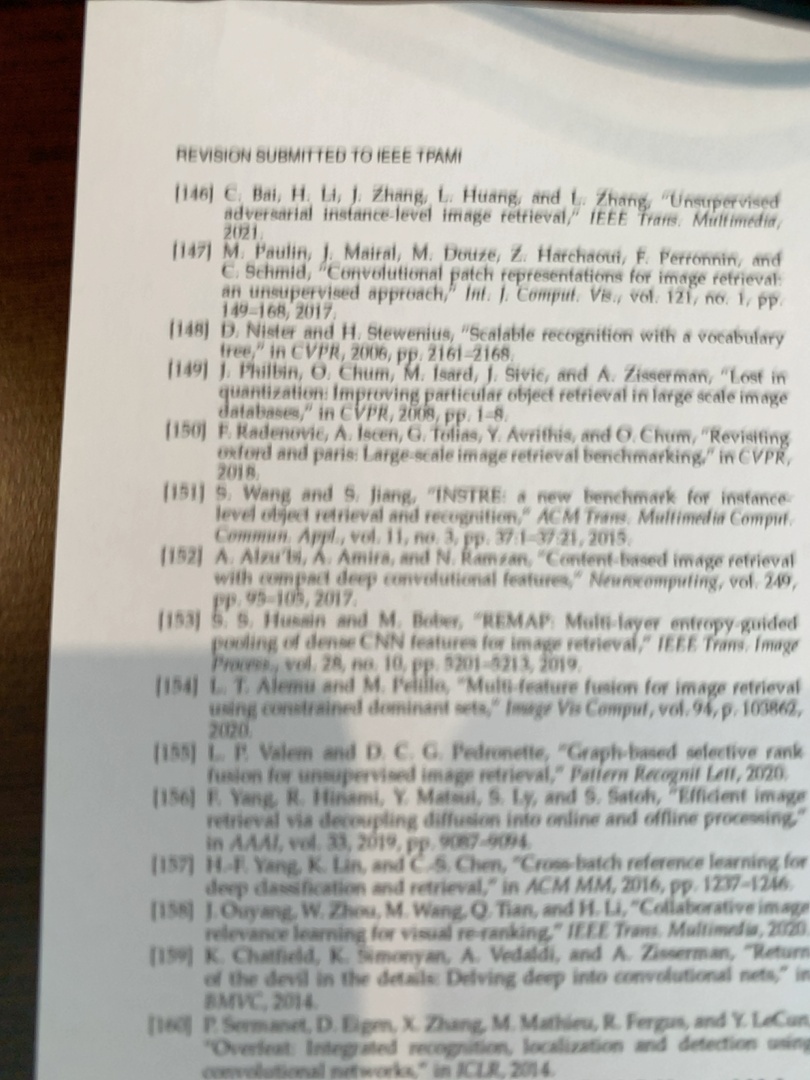 REVISION SUBMITTED TO IEEE TPAMI
[146] C. Bai, H. Li, J. Zhang, L. Huang, and L. Zhang, "Unsupervised
adversarial instance-level image retrieval," IEEE Trans. Multimedia,
2021.
[147] M. Paulin, J. Mairal, M. Douze, Z. Harchaoui, F. Perronnin, and
C. Schmid, "Convolutional patch representations for image retrieval:
an unsupervised approach," Int. J. Comput. Vis., vol. 121, no. 1, pp.
149–168, 2017.
[148] D. Nister and H. Stewenius, "Scalable recognition with a vocabulary
tree," in CVPR, 2006, pp. 2161–2168.
[149] J. Philbin, O. Chum, M. Isard, J. Sivic, and A. Zisserman, "Lost in
quantization: Improving particular object retrieval in large scale image
databases," in CVPR, 2008, pp. 1–8.
[150] F. Radenovic, A. Iscen, G. Tolias, Y. Avrithis, and O. Chum, "Revisiting
oxford and paris: Large-scale image retrieval benchmarking," in CVPR,
2018.
[151] S. Wang and S. Jiang, "INSTRE: a new benchmark for instance-
level object retrieval and recognition," ACM Trans. Multimedia Comput.
Commun. Appl., vol. 11, no. 3, pp. 37:1–37:21, 2015.
[152] A. Alzu'bi, A. Amira, and N. Ramzan, "Content-based image retrieval
with compact deep convolutional features," Neurocomputing, vol. 249,
pp. 95–105, 2017.
[153] S. S. Husain and M. Bober, "REMAP: Multi-layer entropy-guided
pooling of dense CNN features for image retrieval," IEEE Trans. Image
Process., vol. 28, no. 10, pp. 5201–5213, 2019.
[154] L. T. Alemu and M. Pelillo, "Multi-feature fusion for image retrieval
using constrained dominant sets," Image Vis Comput, vol. 94, p. 103862,
2020.
[155] L. P. Valem and D. C. G. Pedronette, "Graph-based selective rank
fusion for unsupervised image retrieval," Pattern Recognit Lett, 2020.
[156] F. Yang, R. Hinami, Y. Matsui, S. Ly, and S. Satoh, "Efficient image
retrieval via decoupling diffusion into online and offline processing,"
in AAAI, vol. 33, 2019, pp. 9087–9094.
[157] H.-F. Yang, K. Lin, and C.-S. Chen, "Cross-batch reference learning for
deep classification and retrieval," in ACM MM, 2016, pp. 1237–1246.
[158] J. Ouyang, W. Zhou, M. Wang, Q. Tian, and H. Li, "Collaborative image
relevance learning for visual re-ranking," IEEE Trans. Multimedia, 2020.
[159] K. Chatfield, K. Simonyan, A. Vedaldi, and A. Zisserman, "Return
of the devil in the details: Delving deep into convolutional nets," in
BMVC, 2014.
[160] P. Sermanet, D. Eigen, X. Zhang, M. Mathieu, R. Fergus, and Y. LeCun,
"Overfeat: Integrated recognition, localization and detection using
convolutional networks," in ICLR, 2014.